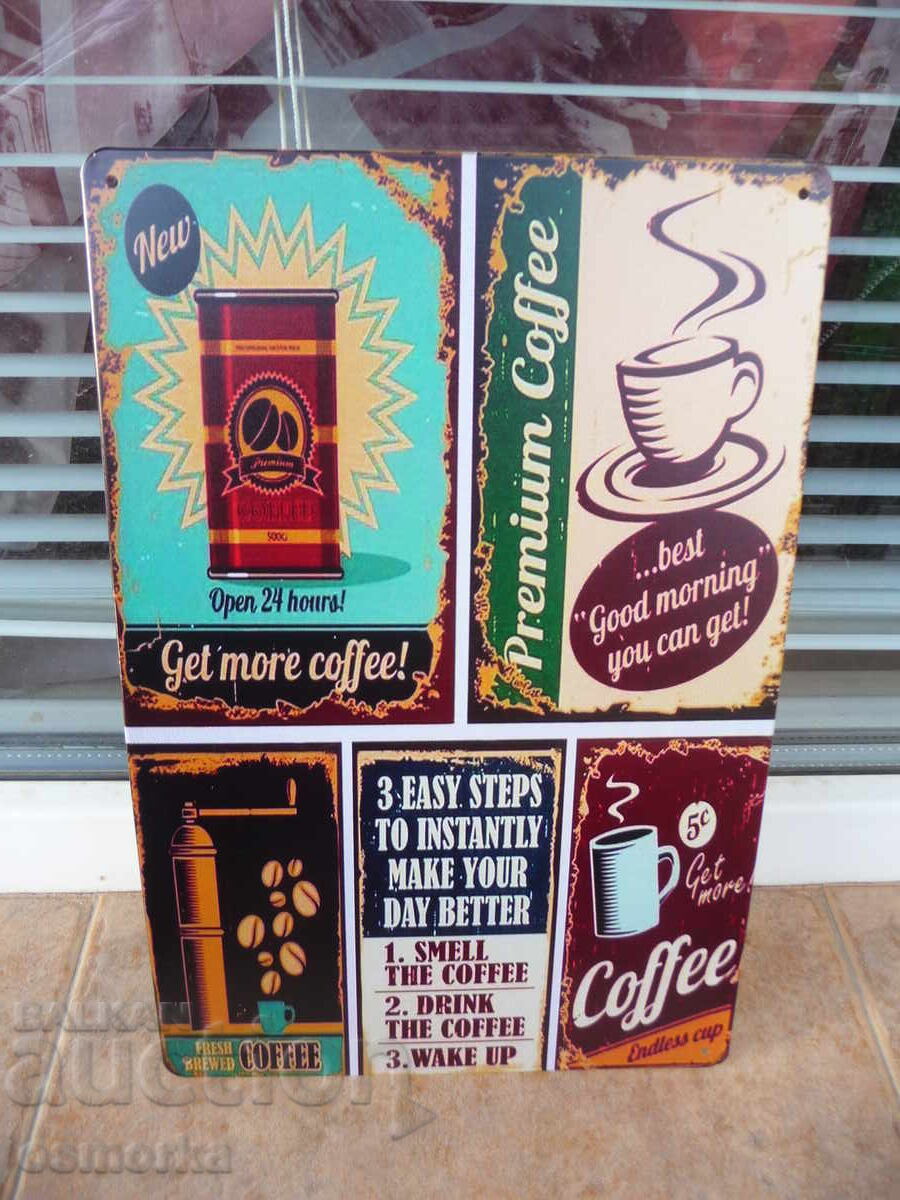 New
Premium
COFFEE
500G
Open 24 hours!
Get more coffee!
Premium Coffee
...best
"Good morning"
you can get!
FRESH
BREWED COFFEE
3 EASY STEPS
TO INSTANTLY
MAKE YOUR
DAY BETTER
1. SMELL
THE COFFEE
2. DRINK
THE COFFEE
3. WAKE UP
5c
Get
more
Coffee
Endless cup
BALKAN
auction
osmorka